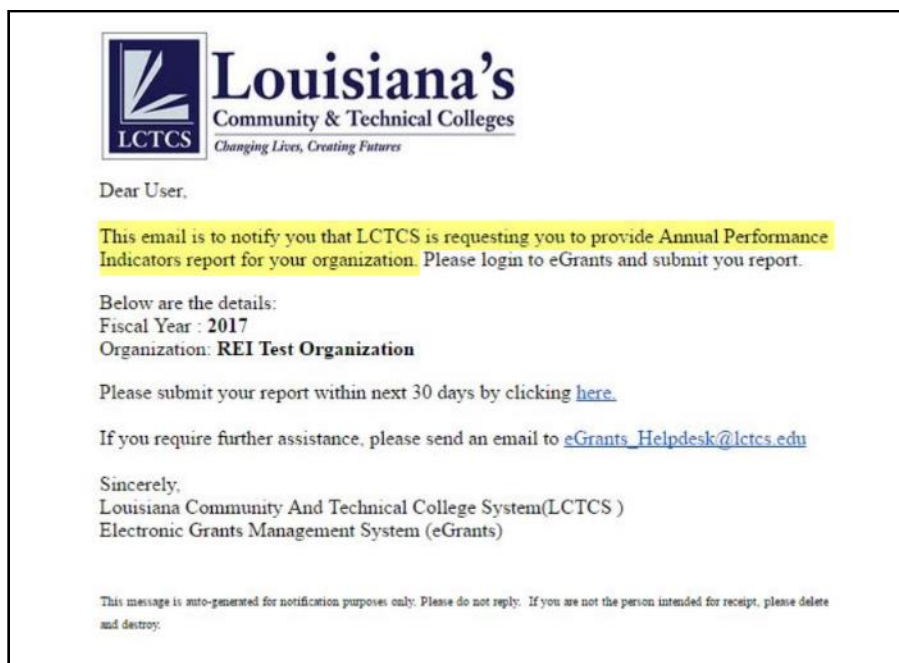 Louisiana's
Community & Technical Colleges
LCTCS
Changing Lives, Creating Futures
Dear User,
This email is to notify you that LCTCS is requesting you to provide Annual Performance
Indicators report for your organization. Please login to eGrants and submit you report.
Below are the details:
Fiscal Year : 2017
Organization: REI Test Organization
Please submit your report within next 30 days by clicking here.
If you require further assistance, please send an email to eGrants_Helpdesk@lctcs.edu
Sincerely,
Louisiana Community And Technical College System(LCTCS )
Electronic Grants Management System (eGrants)
This message is auto-generated for notification purposes only. Please do not reply.  If you are not the person intended for receipt, please delete
and destroy.